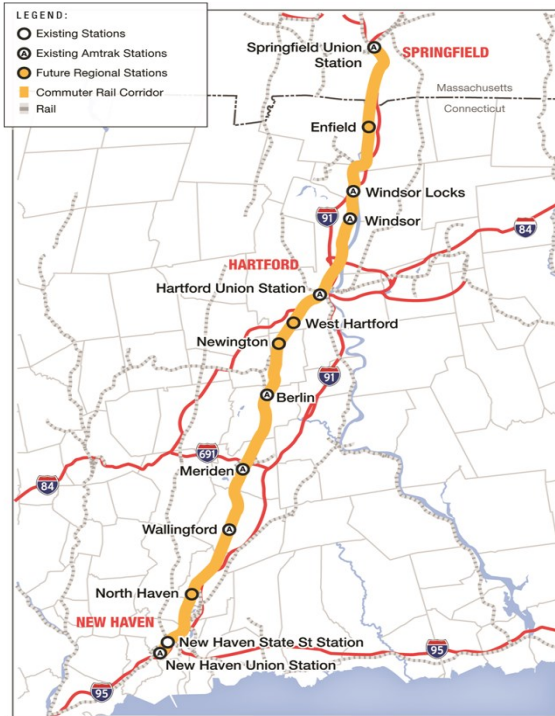 LEGEND:
Existing Stations
A Existing Amtrak Stations
Future Regional Stations
Commuter Rail Corridor
Rail
Springfield Union
Station
A
SPRINGFIELD
Massachusetts
Connecticut
Enfield
A Windsor Locks
91
A Windsor
84
HARTFORD
Hartford Union Station A
West Hartford
Newington
91
A Berlin
691
Meriden A
84
Wallingford A
North Haven
NEW HAVEN
New Haven State St Station
A
New Haven Union Station
95
95